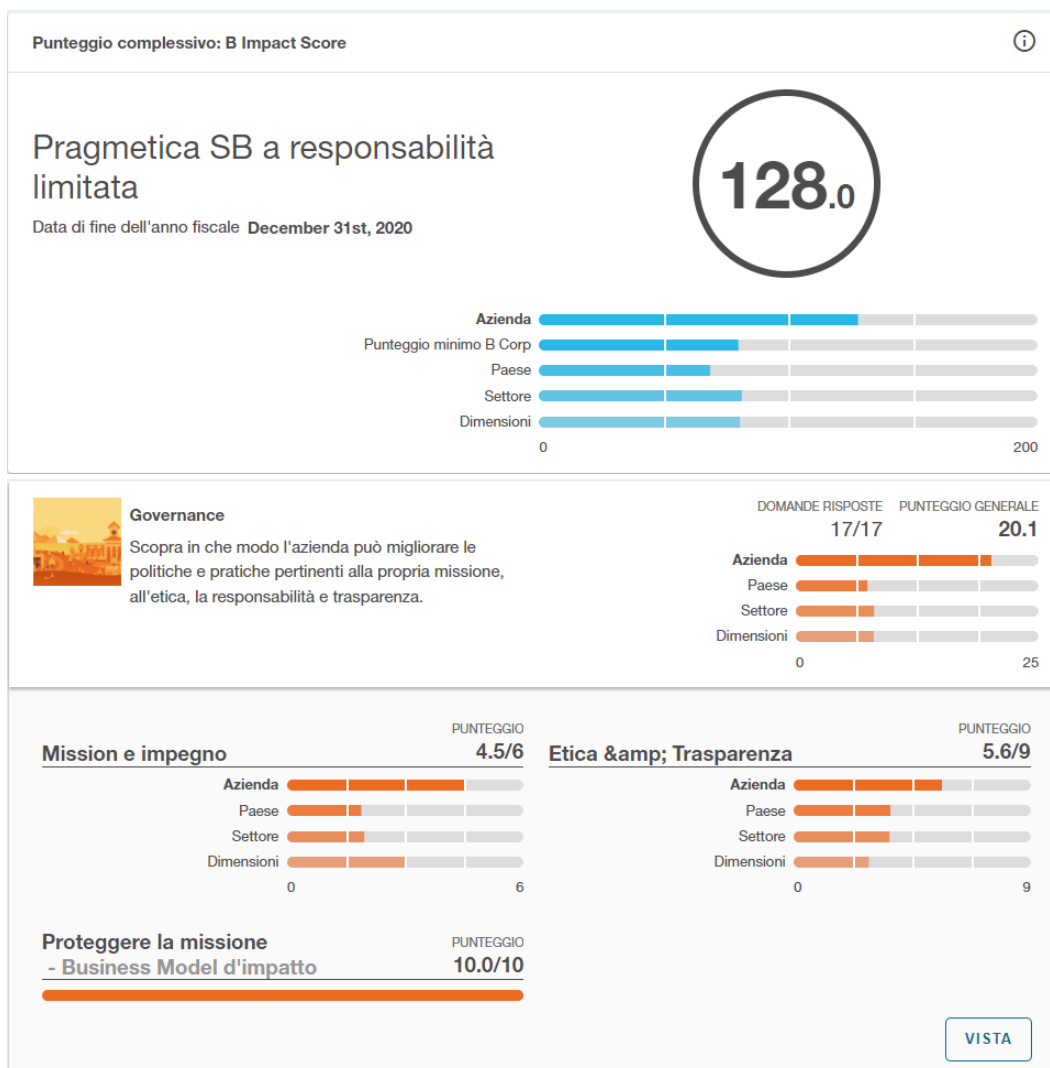 Punteggio complessivo: B Impact Score
Pragmetica SB a responsabilità
limitata
Data di fine dell'anno fiscale December 31st, 2020
128.0
Azienda
Punteggio minimo B Corp
Paese
Settore
Dimensioni
0 200
Governance
Scopra in che modo l'azienda può migliorare le
politiche e pratiche pertinenti alla propria missione,
all'etica, la responsabilità e trasparenza.
DOMANDE RISPOSTE PUNTEGGIO GENERALE
17/17 20.1
Azienda
Paese
Settore
Dimensioni
0 25
PUNTEGGIO
Mission e impegno 4.5/6
Azienda
Paese
Settore
Dimensioni
0 6
PUNTEGGIO
Etica &amp; Trasparenza 5.6/9
Azienda
Paese
Settore
Dimensioni
0 9
Proteggere la missione PUNTEGGIO
- Business Model d'impatto 10.0/10
VISTA